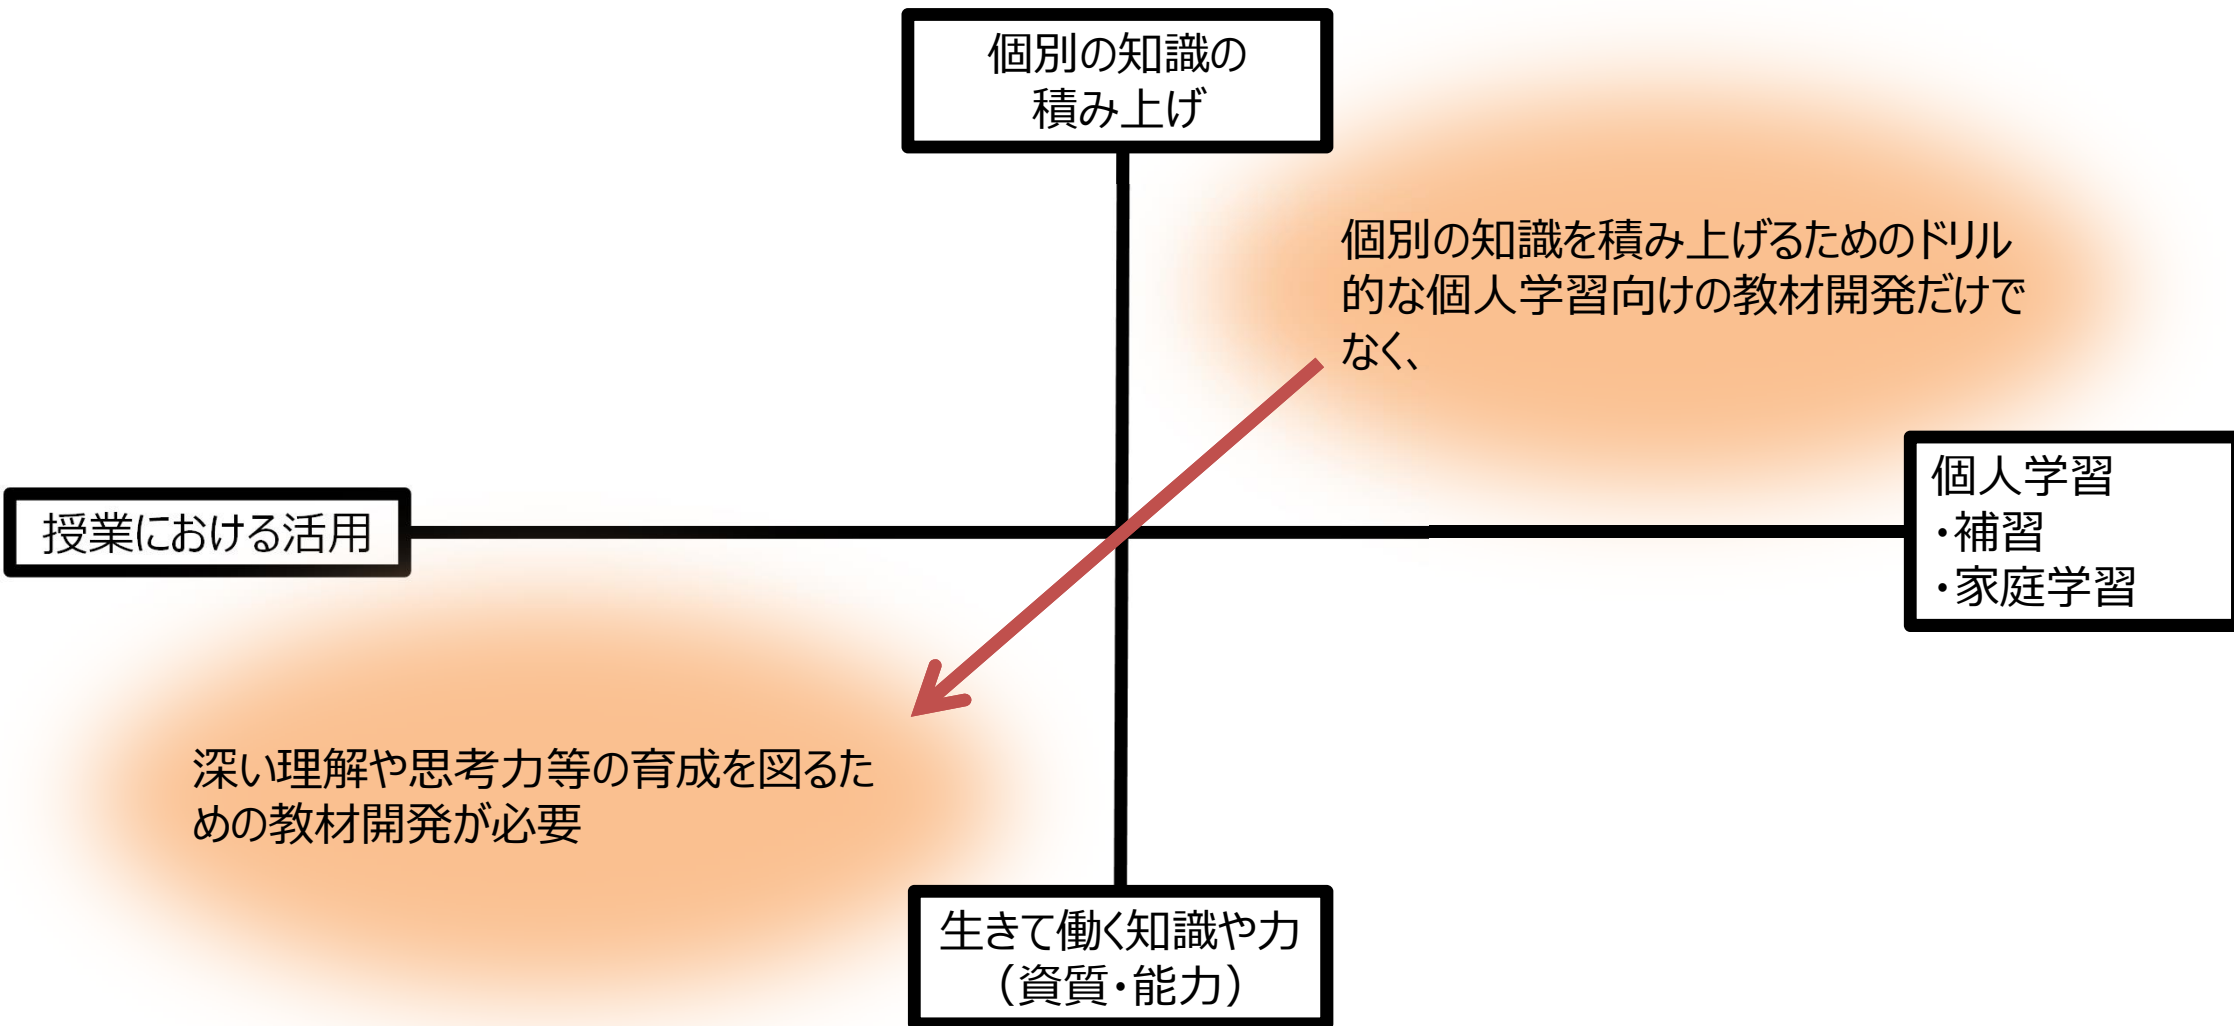 個別の知識の
積み上げ
個別の知識を積み上げるためのドリル
的な個人学習向けの教材開発だけで
なく、
授業における活用
個人学習
・補習
・家庭学習
深い理解や思考力等の育成を図るた
めの教材開発が必要
生きて働く知識や力
（資質・能力）